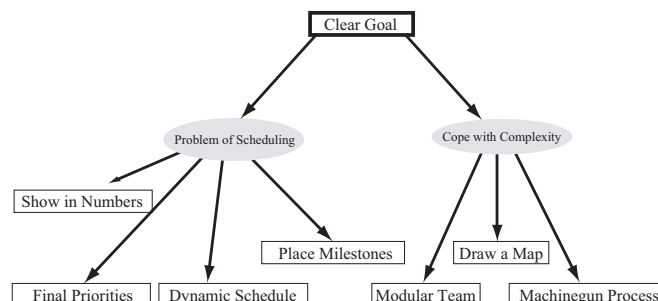 Clear Goal
Problem of Scheduling
Cope with Complexity
Show in Numbers
Place Milestones
Draw a Map
Final Priorities
Dynamic Schedule
Modular Team
Machinegun Process